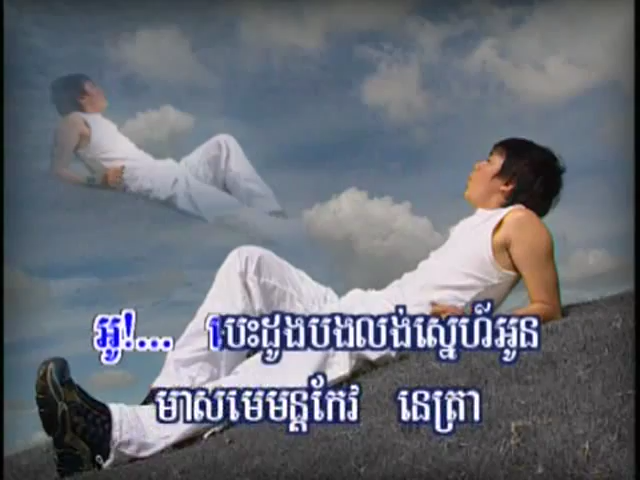 អូ!... បេះដូងបងលង់ស្នេហ៍អូន
មាសមេមន្តកែវ នេត្រា